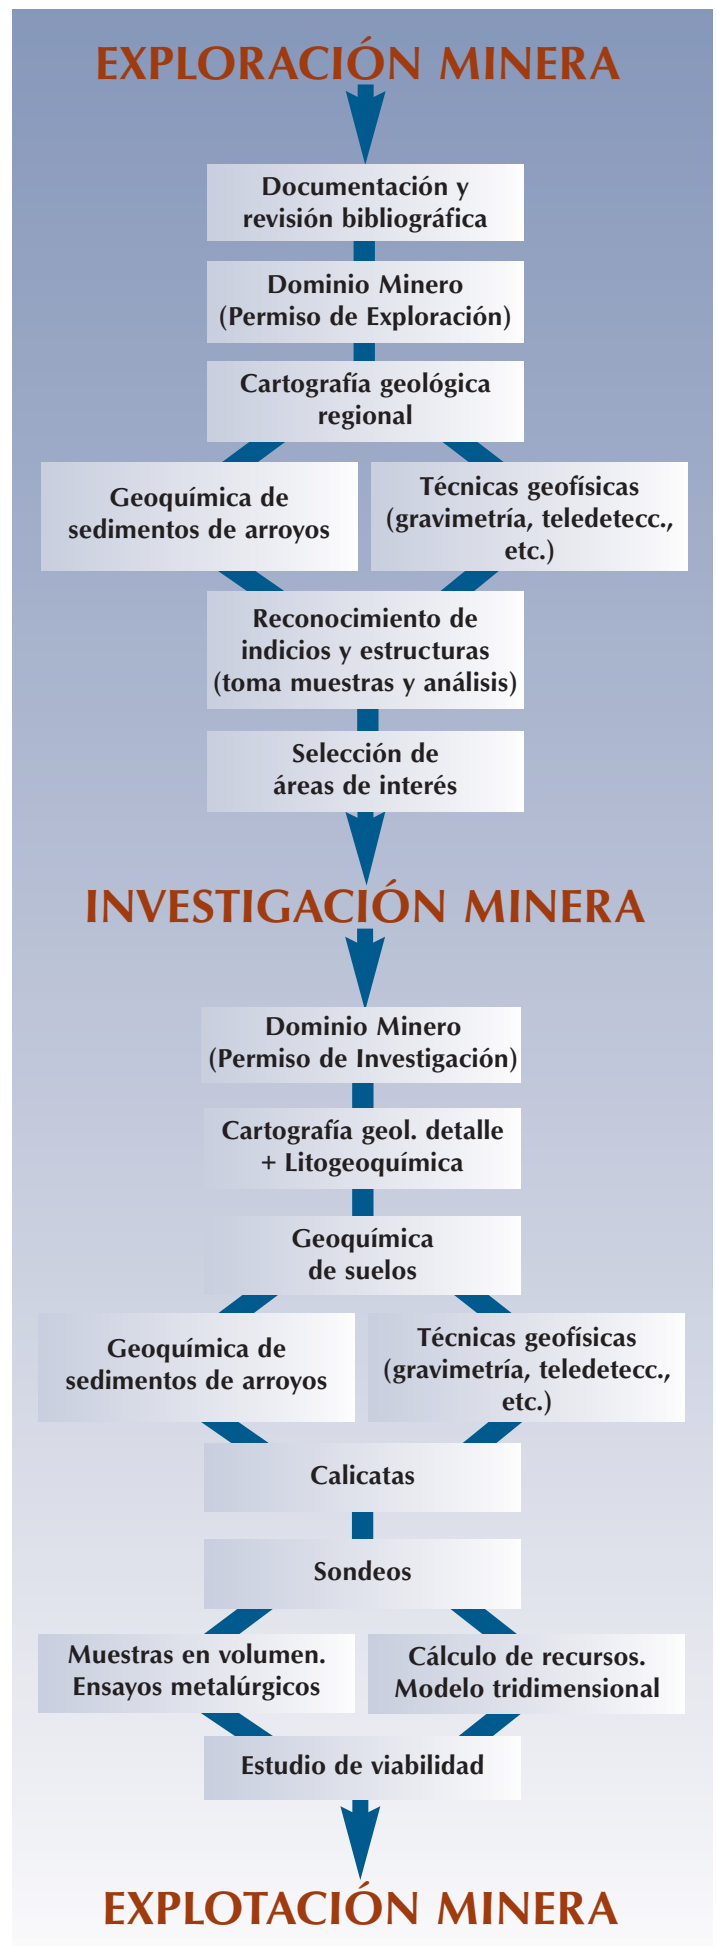 EXPLORACIÓN MINERA
Documentación y
revisión bibliográfica
Dominio Minero
(Permiso de Exploración)
Cartografía geológica
regional
Geoquímica de
sedimentos de arroyos
Técnicas geofísicas
(gravimetría, teledetecc.,
etc.)
Reconocimiento de
indicios y estructuras
(toma muestras y análisis)
Selección de
áreas de interés
INVESTIGACIÓN MINERA
Dominio Minero
(Permiso de Investigación)
Cartografía geol. detalle
+ Litogeoquímica
Geoquímica
de suelos
Geoquímica de
sedimentos de arroyos
Técnicas geofísicas
(gravimetría, teledetecc.,
etc.)
Calicatas
Sondeos
Muestras en volumen.
Ensayos metalúrgicos
Cálculo de recursos.
Modelo tridimensional
Estudio de viabilidad
EXPLOTACIÓN MINERA